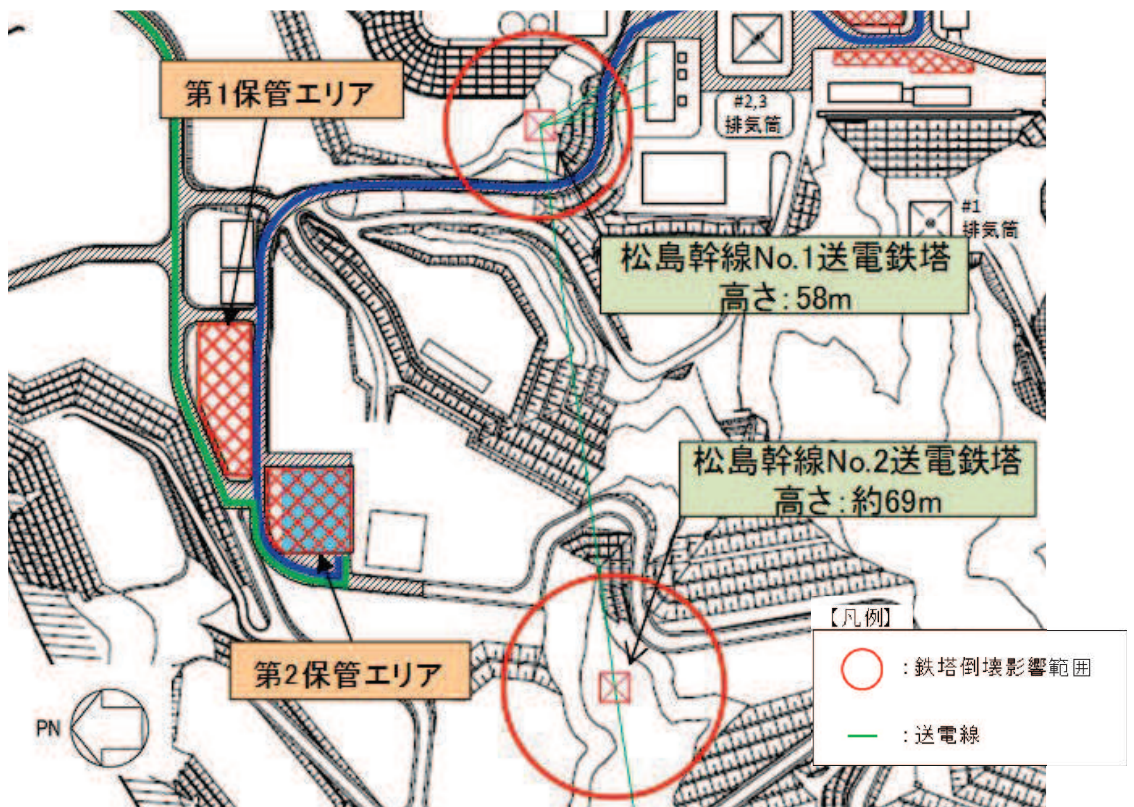 第1保管エリア
#2,3
排気筒
#1
排気筒
松島幹線No.1送電鉄塔
高さ:58m
松島幹線No.2送電鉄塔
高さ:約69m
第2保管エリア
PN
【凡例】
:鉄塔倒壊影響範囲
:送電線